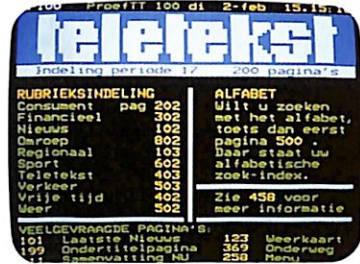 100 ProefTT 100 di 2-feb 15.15:
teletekst
Indeling periode 17 200 pagina's
RUBRIEKSINDELING
Consument pag 202
Financieel 302
Nieuws 102
Omroep 802
Regionaal 103
Sport 602
Teletekst 403
Verkeer 503
Vrije tijd 402
Weer 502
ALFABET
Wilt u zoeken
met het alfabet,
toets dan eerst
pagina 500 .
Daar staat uw
alfabetische
zoek-index.
Zie 458 voor
meer informatie
VEELGEVRAAGDE PAGINA'S:
101 Laatste Nieuws 123 Weerkaart
199 Ondertitelpagina 369 Onderweg
Samenvatting NU 258 Menu